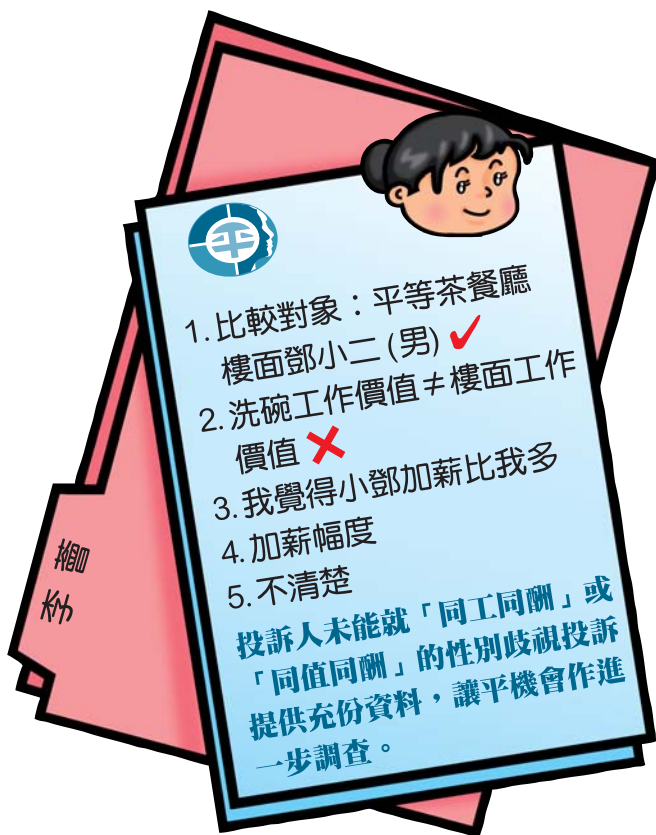 平
1. 比較對象：平等茶餐廳
樓面鄧小二 (男) ✓
2. 洗碗工作價值≠樓面工作
價值 ✕
3. 我覺得小鄧加薪比我多
4. 加薪幅度
5. 不清楚
投訴人未能就「同工同酬」或
「同值同酬」的性別歧視投訴
提供充份資料，讓平機會作進
一步調查。
李薔